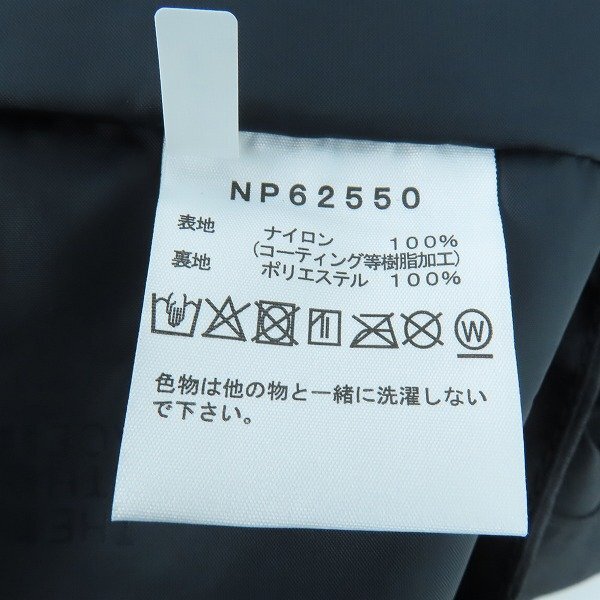 NP62550
表地 ナイロン 100%
(コーティング等樹脂加工)
裏地 ポリエステル 100%
W
色物は他の物と一緒に洗濯しない
で下さい。